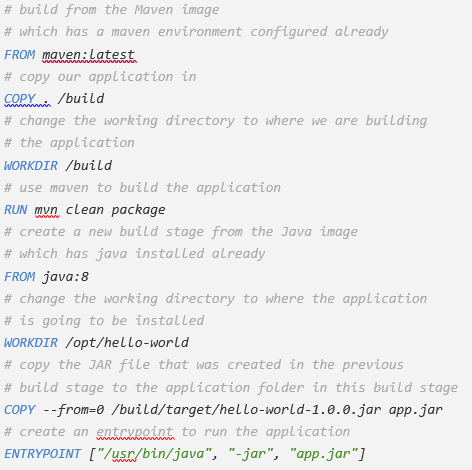 # build from the Maven image
# which has a maven environment configured already
FROM maven:latest
# copy our application in
COPY . /build
# change the working directory to where we are building
# the application
WORKDIR /build
# use maven to build the application
RUN mvn clean package
# create a new build stage from the Java image
# which has java installed already
FROM java:8
# change the working directory to where the application
# is going to be installed
WORKDIR /opt/hello-world
# copy the JAR file that was created in the previous
# build stage to the application folder in this build stage
COPY --from=0 /build/target/hello-world-1.0.0.jar app.jar
# create an entrypoint to run the application
ENTRYPOINT ["/usr/bin/java", "-jar", "app.jar"]